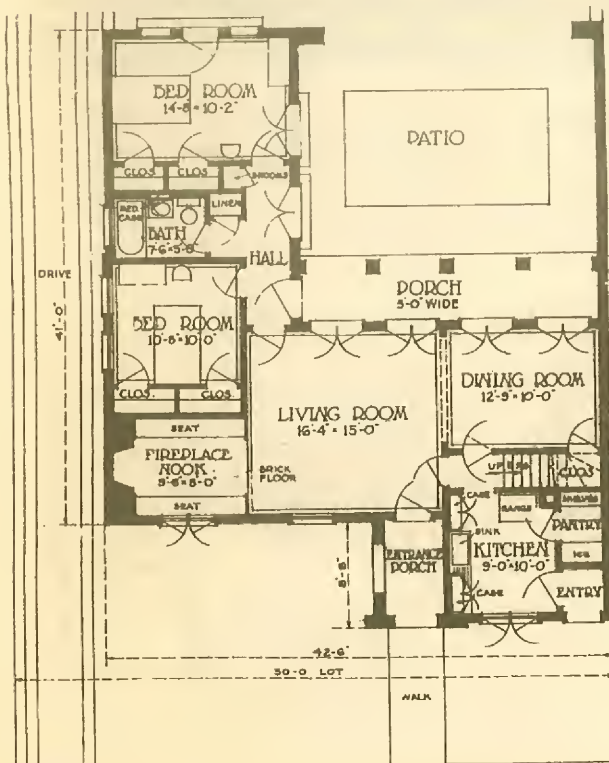 BED ROOM
14-8 = 10-2"
PATIO
CLOS.
CLOS.
BROOMS
MED. CASE
LINEN
BATH
7-6"=5-8"
HALL
DRIVE
41'-0"
PORCH
5'-0" WIDE
BED ROOM
10-8"=10-0"
CLOS.
CLOS.
DINING ROOM
12'-9"=10'-0"
LIVING ROOM
16'-4"=15'-0"
SEAT
FIREPLACE
NOOK
9'-6"=8'-0"
SEAT
BRICK
FLOOR
UP
CLOS.
CASE
RANGE
SHELVES
SINK
PANTRY
KITCHEN
9'-0"=10'-0"
ICE
ENTRANCE
PORCH
CASE
ENTRY
42'-6"
50-0 LOT
WALK